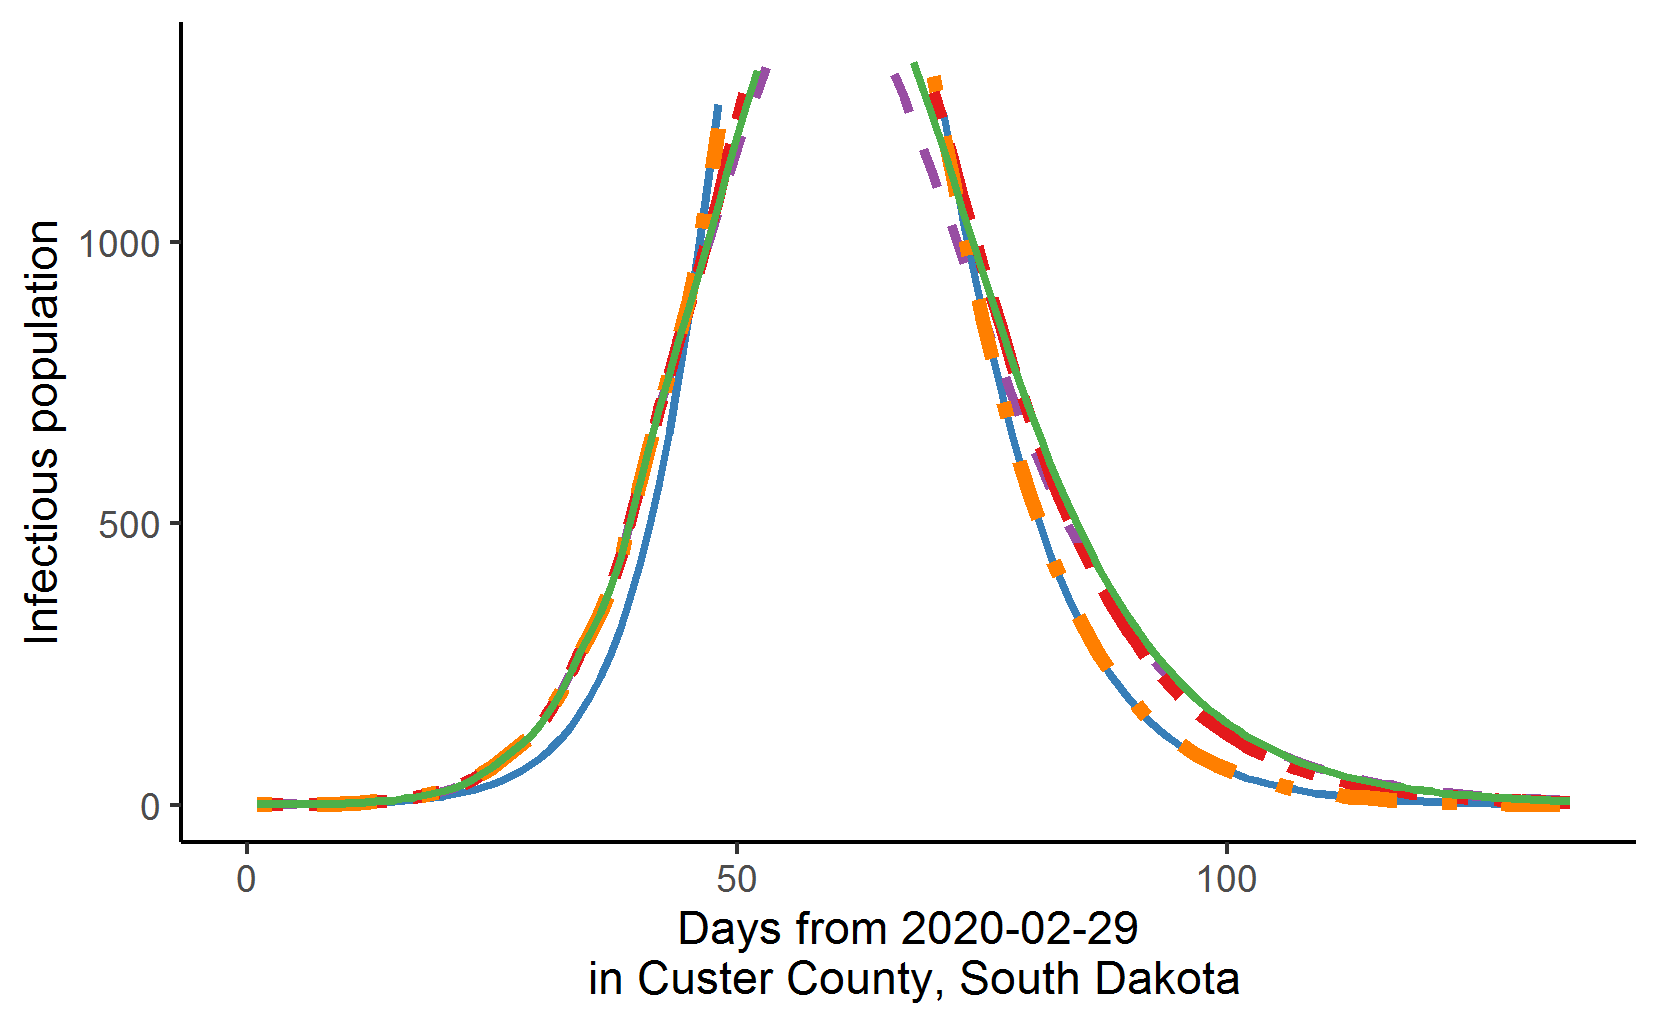 Infectious population
1000
500
0
0
50
100
Days from 2020-02-29
in Custer County, South Dakota